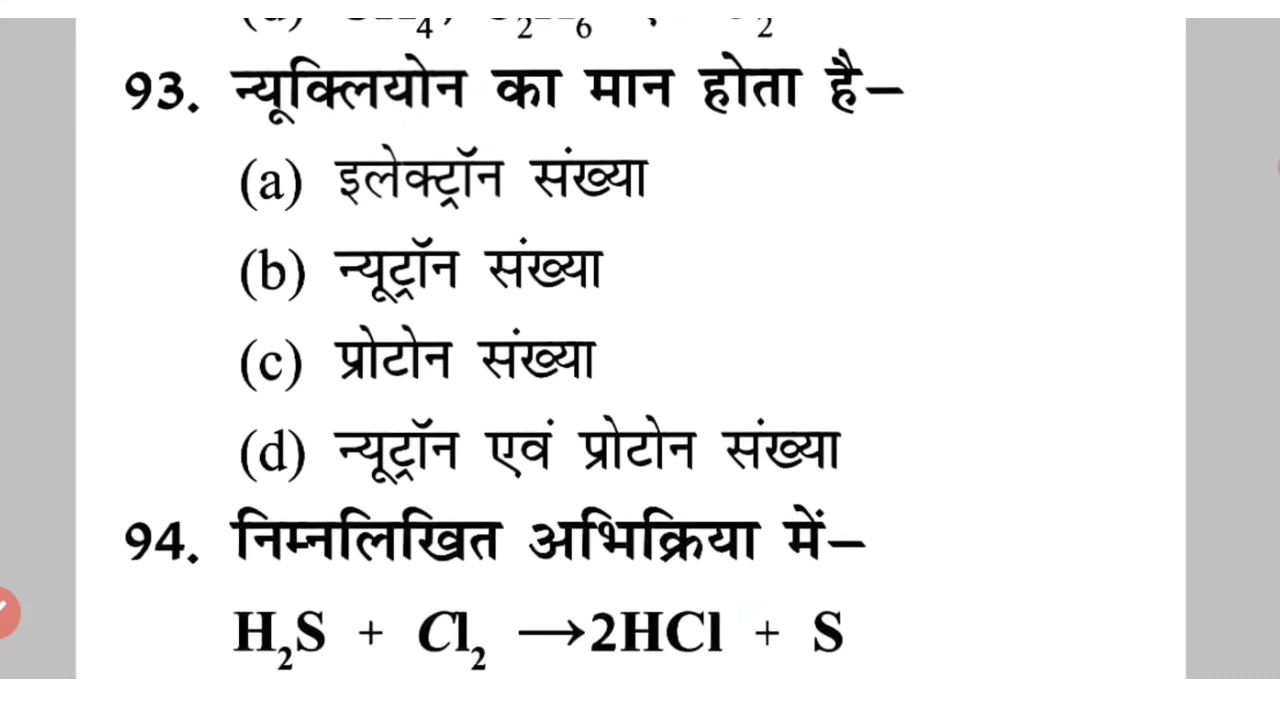 93. न्यूक्लियोन का मान होता है–
(a) इलेक्ट्रॉन संख्या
(b) न्यूट्रॉन संख्या
(c) प्रोटोन संख्या
(d) न्यूट्रॉन एवं प्रोटोन संख्या
94. निम्नलिखित अभिक्रिया में–
H₂S + Cl₂ ⟶2HCl + S